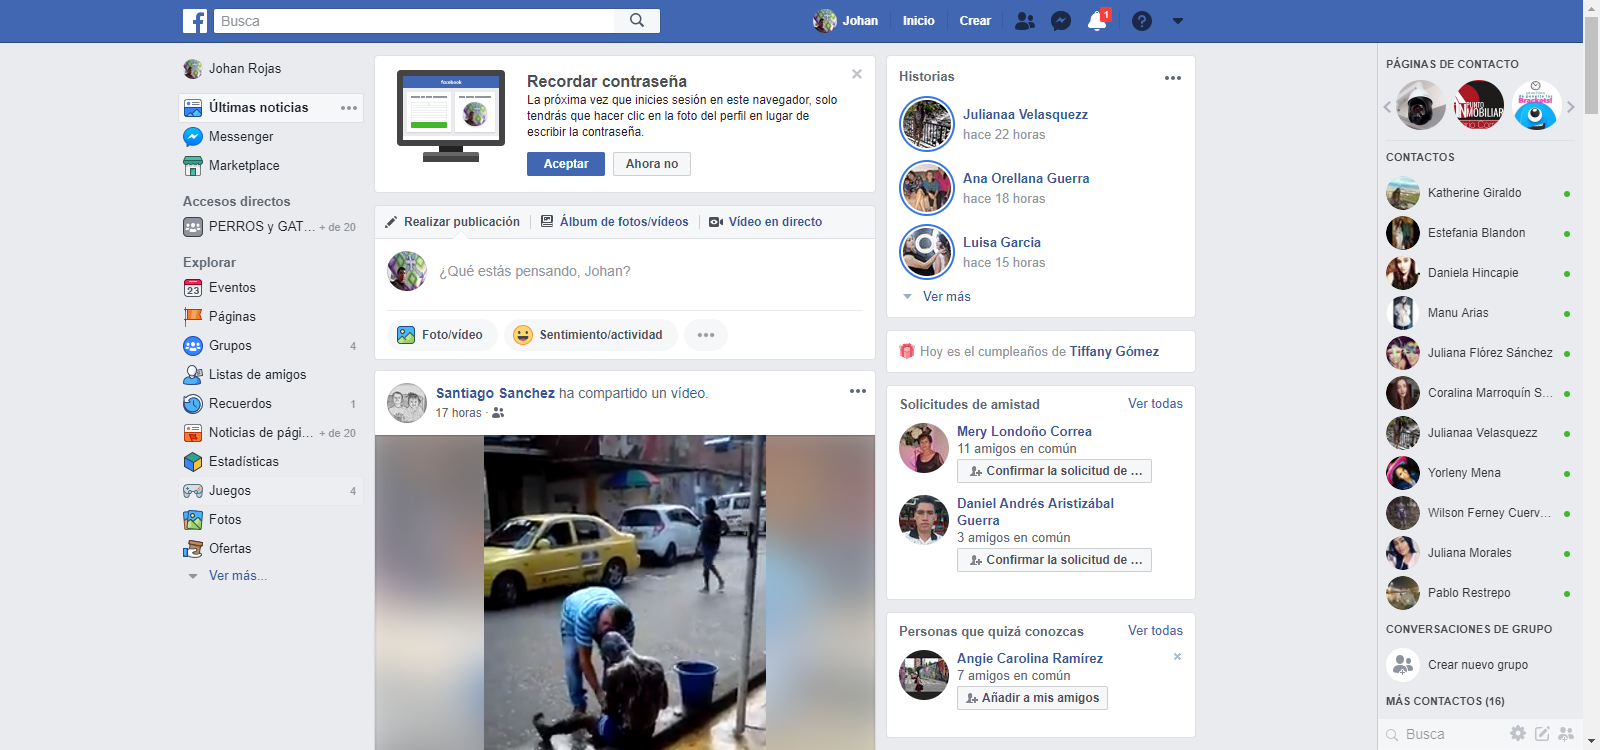 Busca
Johan
Inicio
Crear
1
Johan Rojas
Últimas noticias
Messenger
Marketplace
Accesos directos
PERROS y GAT... + de 20
Explorar
23
Eventos
Páginas
Grupos 4
Listas de amigos
Recuerdos 1
Noticias de pági... + de 20
Estadísticas
Juegos 4
Fotos
Ofertas
Ver más...
facebook
Recordar contraseña
La próxima vez que inicies sesión en este navegador, solo
tendrás que hacer clic en la foto del perfil en lugar de
escribir la contraseña.
Aceptar
Ahora no
Realizar publicación
Álbum de fotos/vídeos
Vídeo en directo
¿Qué estás pensando, Johan?
Foto/vídeo
Sentimiento/actividad
Santiago Sanchez ha compartido un vídeo.
17 horas ·
Historias
Julianaa Velasquezz
hace 22 horas
Ana Orellana Guerra
hace 18 horas
Luisa Garcia
hace 15 horas
Ver más
Hoy es el cumpleaños de Tiffany Gómez
Solicitudes de amistad Ver todas
Mery Londoño Correa
11 amigos en común
Confirmar la solicitud de ...
Daniel Andrés Aristizábal
Guerra
3 amigos en común
Confirmar la solicitud de ...
Personas que quizá conozcas Ver todas
Angie Carolina Ramírez
7 amigos en común
Añadir a mis amigos
PÁGINAS DE CONTACTO
PUNTO
INMOBILIAR
Brackets!
CONTACTOS
Katherine Giraldo
Estefania Blandon
Daniela Hincapie
Manu Arias
Juliana Flórez Sánchez
Coralina Marroquín S...
Julianaa Velasquezz
Yorleny Mena
Wilson Ferney Cuerv...
Juliana Morales
Pablo Restrepo
CONVERSACIONES DE GRUPO
Crear nuevo grupo
MÁS CONTACTOS (16)
Busca